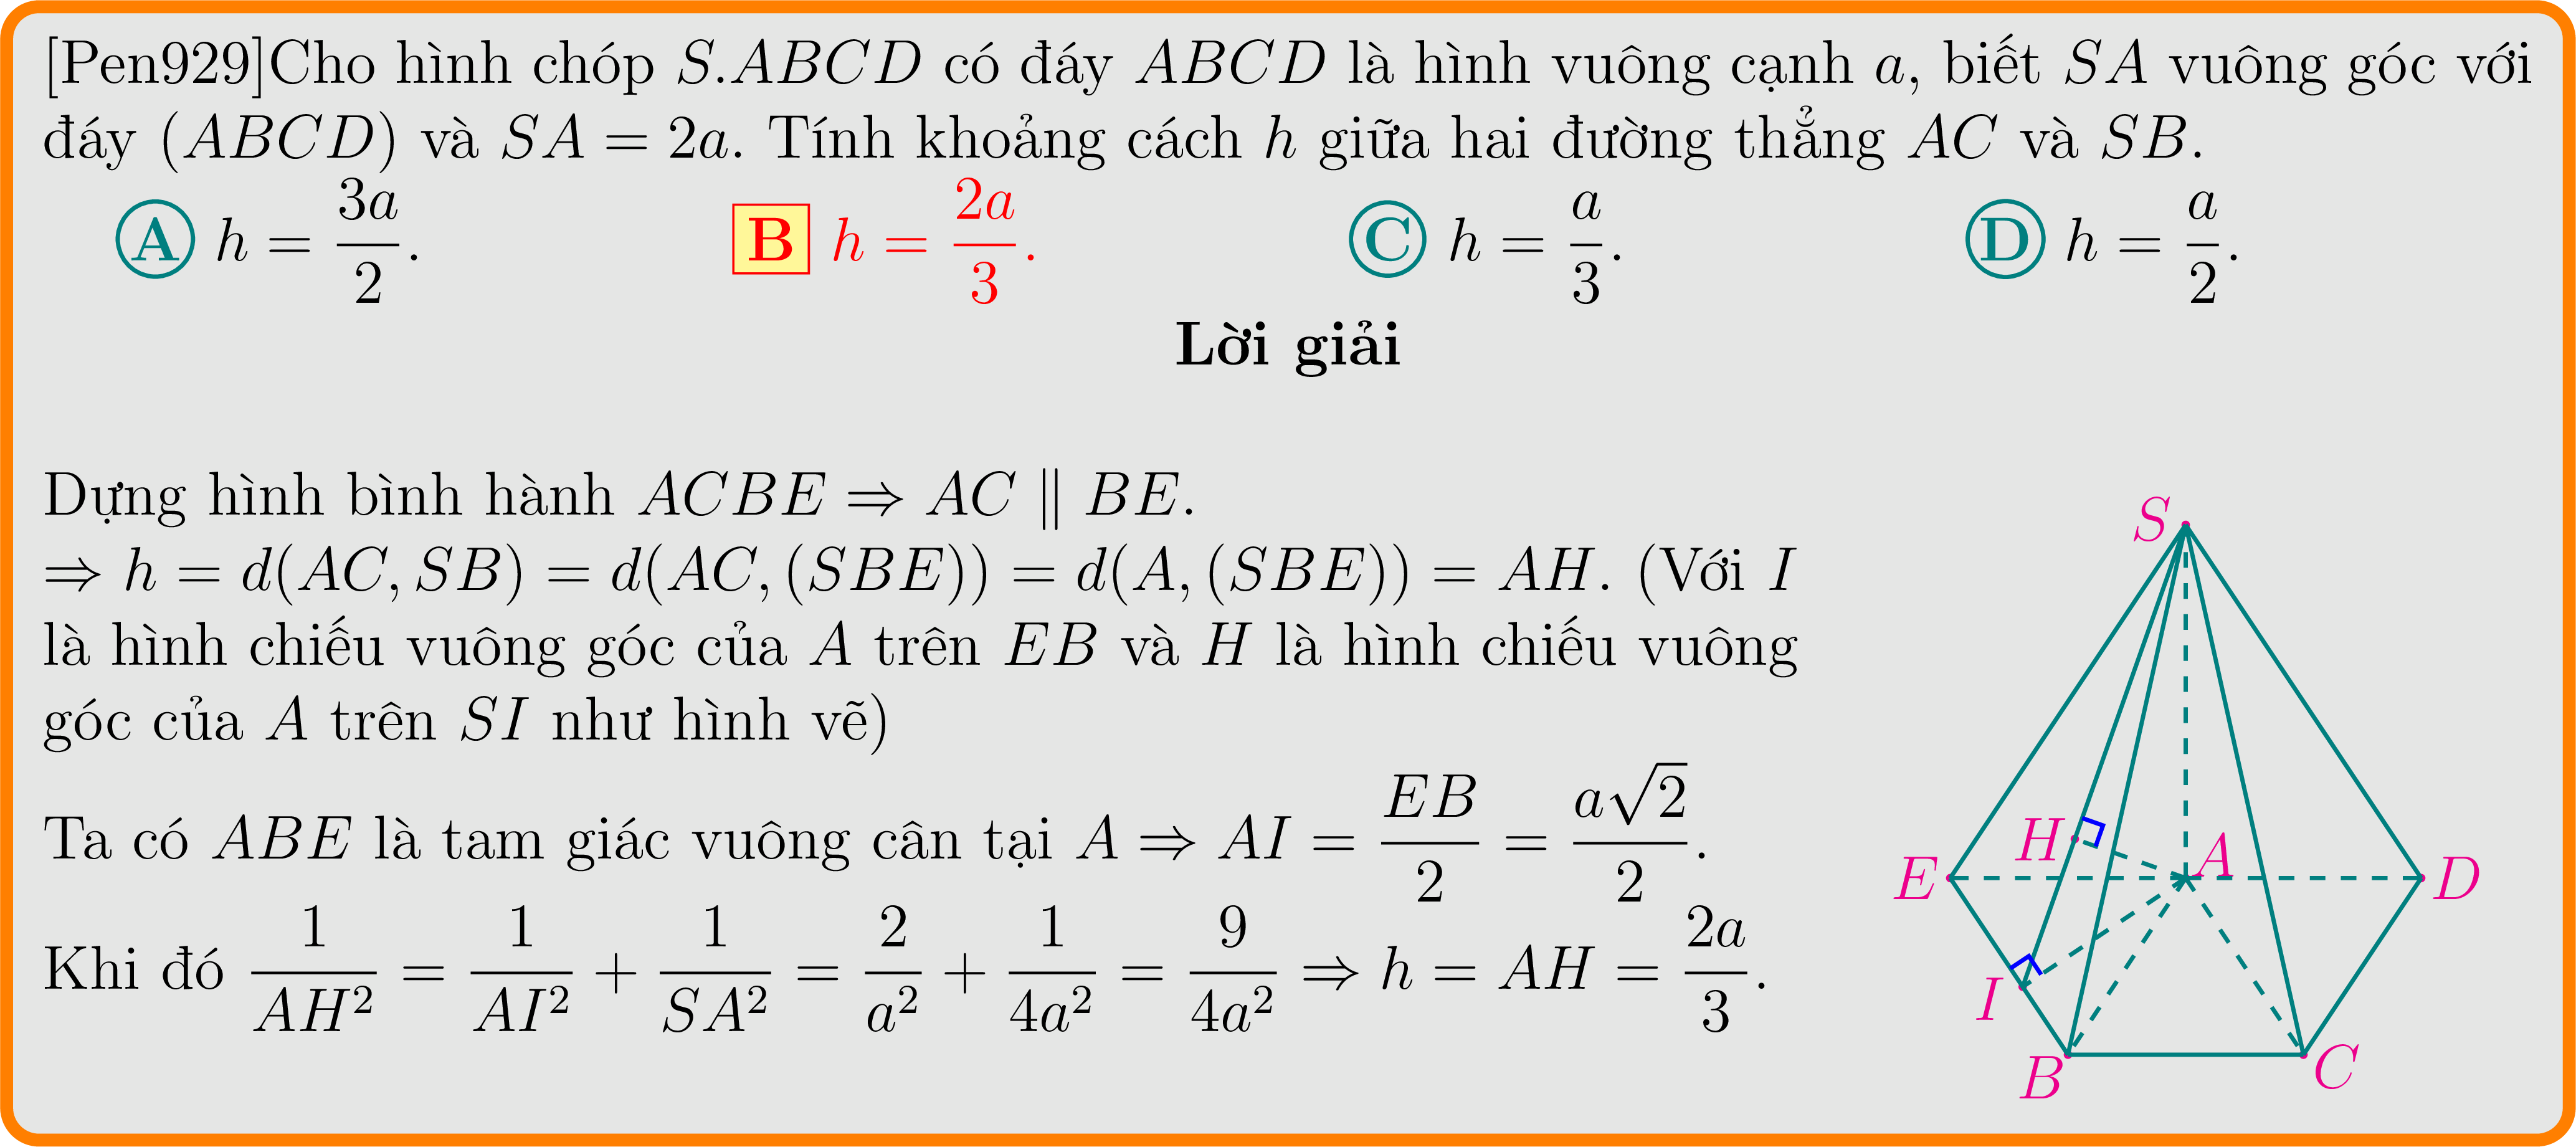 [Pen929]Cho hình chóp S.ABCD có đáy ABCD là hình vuông cạnh a, biết SA vuông góc với
đáy (ABCD) và SA = 2a. Tính khoảng cách h giữa hai đường thẳng AC và SB.
A h = \frac{3a}{2}. B h = \frac{2a}{3}. C h = \frac{a}{3}. D h = \frac{a}{2}.
Lời giải
Dựng hình bình hành ACBE ⇒ AC ∥ BE.
⇒ h = d(AC, SB) = d(AC, (SBE)) = d(A, (SBE)) = AH. (Với I
là hình chiếu vuông góc của A trên EB và H là hình chiếu vuông
góc của A trên SI như hình vẽ)
Ta có ABE là tam giác vuông cân tại A ⇒ AI = \frac{EB}{2} = \frac{a\sqrt{2}}{2}.
Khi đó \frac{1}{AH^2} = \frac{1}{AI^2} + \frac{1}{SA^2} = \frac{2}{a^2} + \frac{1}{4a^2} = \frac{9}{4a^2} ⇒ h = AH = \frac{2a}{3}.
S
H
A
E
D
I
B
C